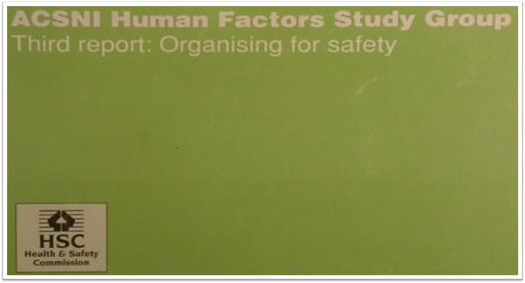 ACSNI Human Factors Study Group
Third report: Organising for safety
HSC
Health & Safety
Commission